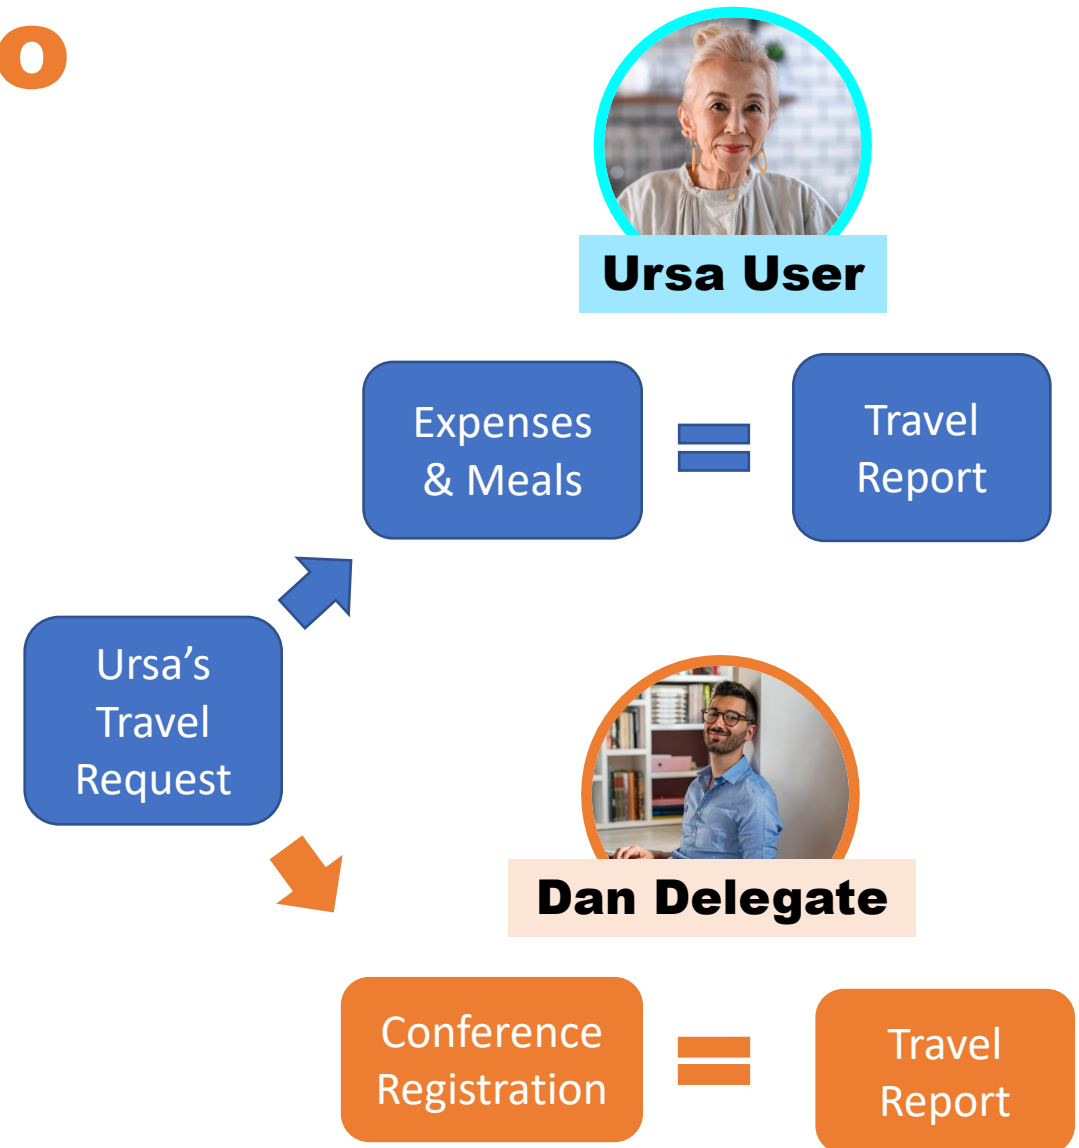 o
Ursa User
Expenses
& Meals
Travel
Report
Ursa’s
Travel
Request
Dan Delegate
Conference
Registration
Travel
Report